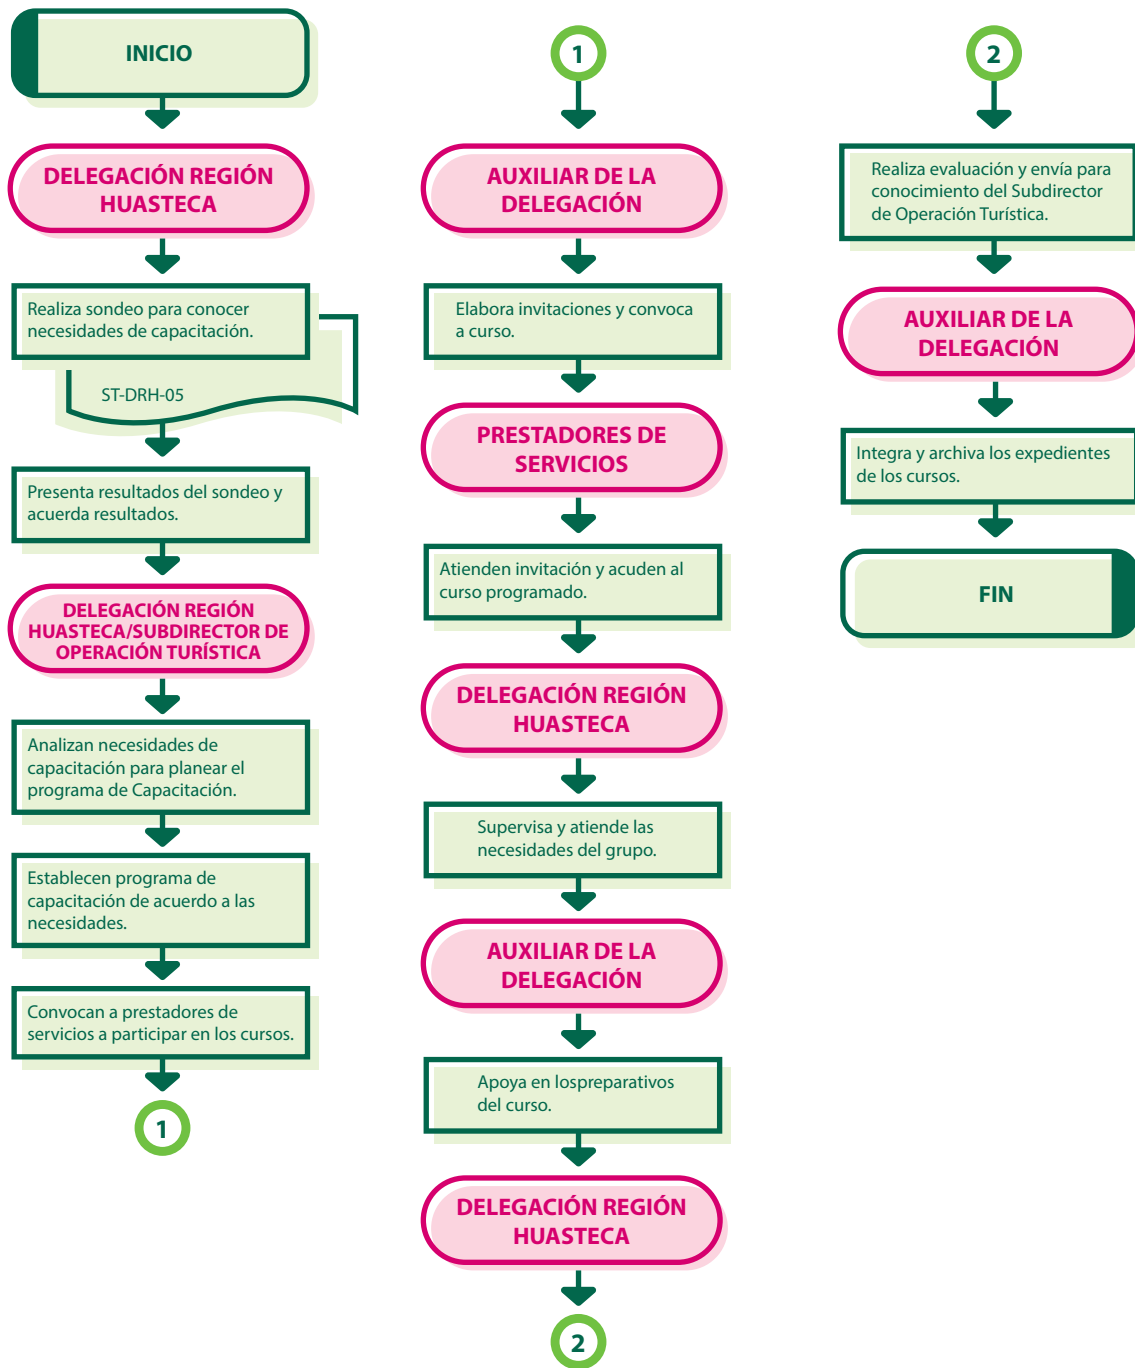 INICIO
DELEGACIÓN REGIÓN
HUASTECA
Realiza sondeo para conocer
necesidades de capacitación.
ST-DRH-05
Presenta resultados del sondeo y
acuerda resultados.
DELEGACIÓN REGIÓN
HUASTECA/SUBDIRECTOR DE
OPERACIÓN TURÍSTICA
Analizan necesidades de
capacitación para planear el
programa de Capacitación.
Establecen programa de
capacitación de acuerdo a las
necesidades.
Convocan a prestadores de
servicios a participar en los cursos.
1
1
AUXILIAR DE LA
DELEGACIÓN
Elabora invitaciones y convoca
a curso.
PRESTADORES DE
SERVICIOS
Atienden invitación y acuden al
curso programado.
DELEGACIÓN REGIÓN
HUASTECA
Supervisa y atiende las
necesidades del grupo.
AUXILIAR DE LA
DELEGACIÓN
Apoya en lospreparativos
del curso.
DELEGACIÓN REGIÓN
HUASTECA
2
2
Realiza evaluación y envía para
conocimiento del Subdirector
de Operación Turística.
AUXILIAR DE LA
DELEGACIÓN
Integra y archiva los expedientes
de los cursos.
FIN